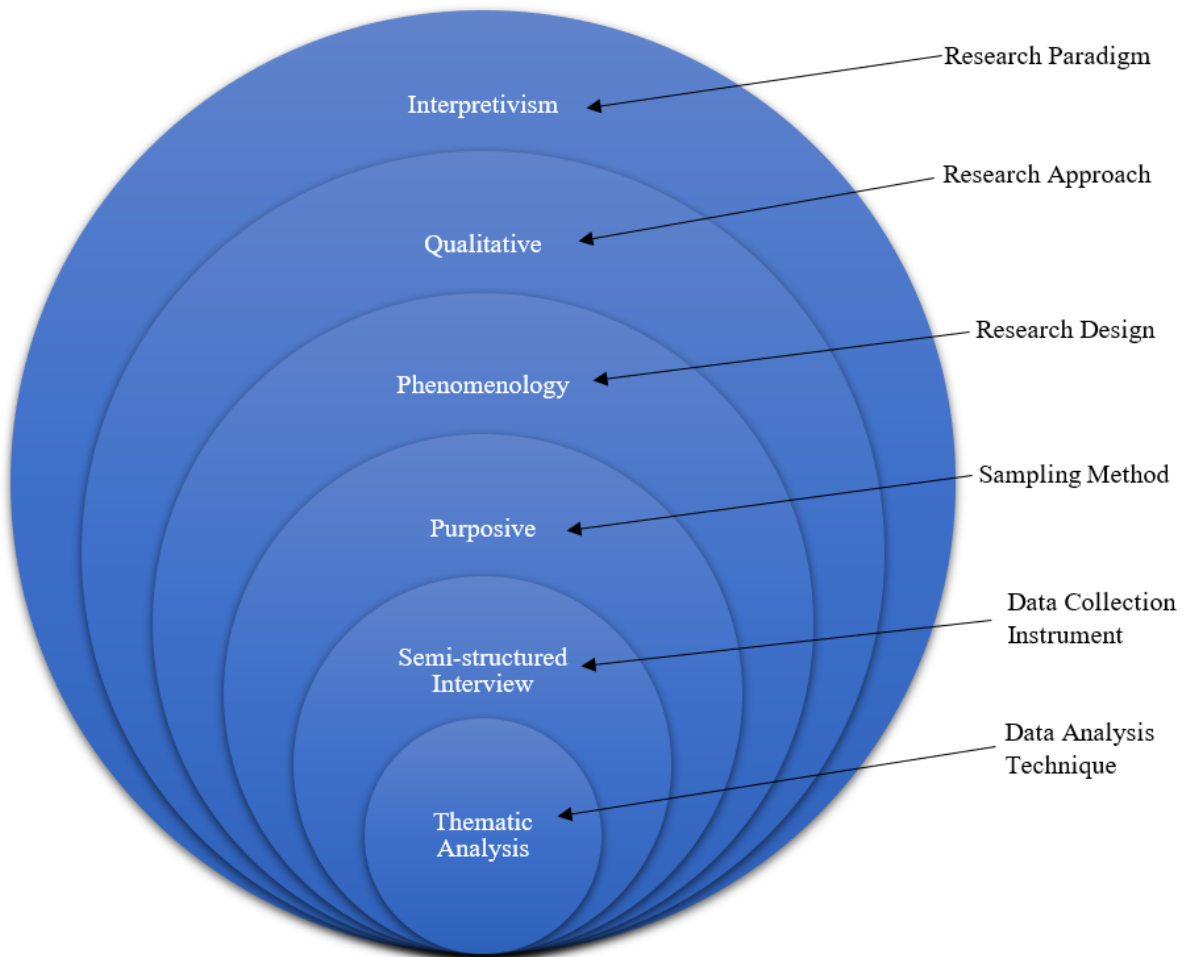 Research Paradigm
Interpretivism
Research Approach
Qualitative
Research Design
Phenomenology
Sampling Method
Purposive
Data Collection
Instrument
Semi-structured
Interview
Data Analysis
Technique
Thematic
Analysis